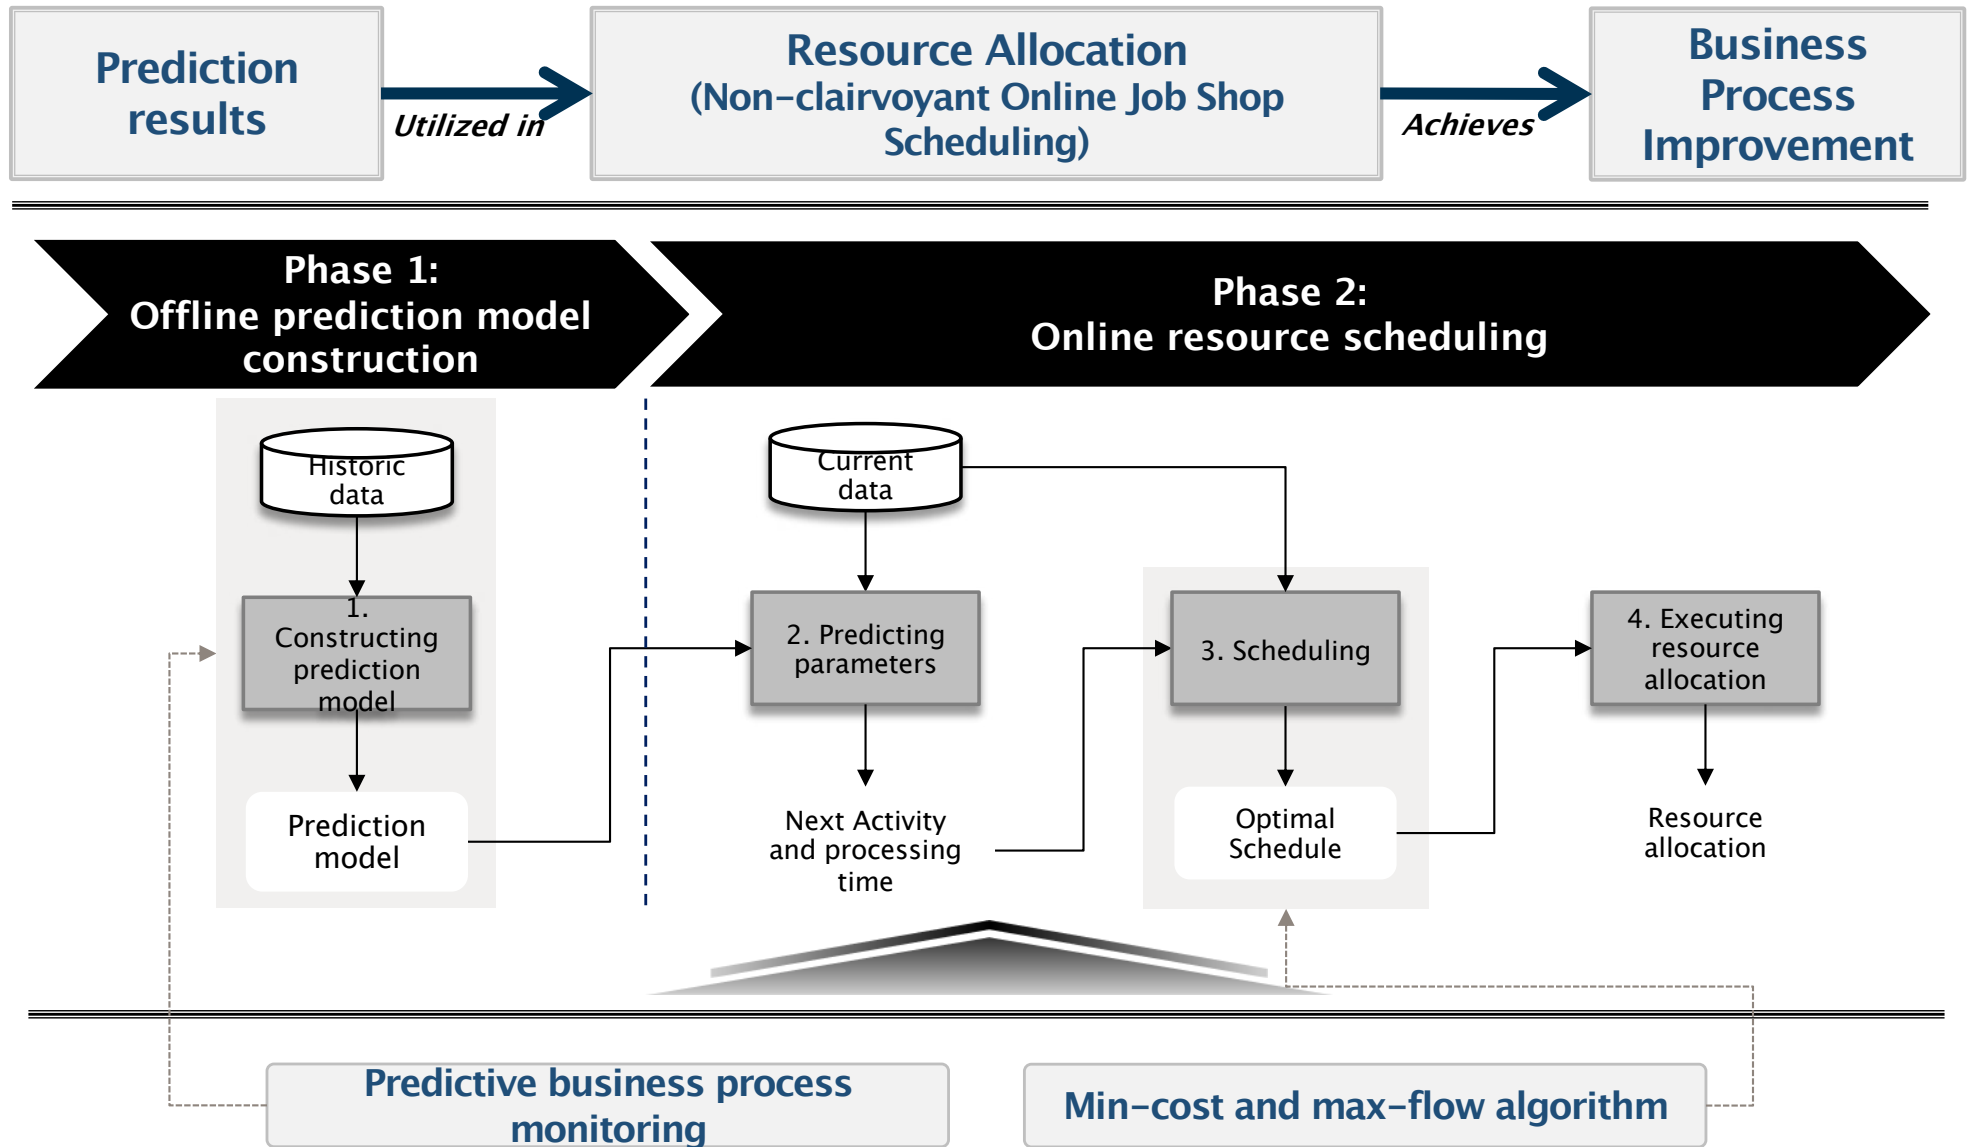 Prediction
results
Utilized in
Resource Allocation
(Non-clairvoyant Online Job Shop
Scheduling)
Achieves
Business
Process
Improvement
Phase 1:
Offline prediction model
construction
Phase 2:
Online resource scheduling
Historic
data
Current
data
1.
Constructing
prediction
model
2. Predicting
parameters
3. Scheduling
4. Executing
resource
allocation
Prediction
model
Next Activity
and processing
time
Optimal
Schedule
Resource
allocation
Predictive business process
monitoring
Min-cost and max-flow algorithm